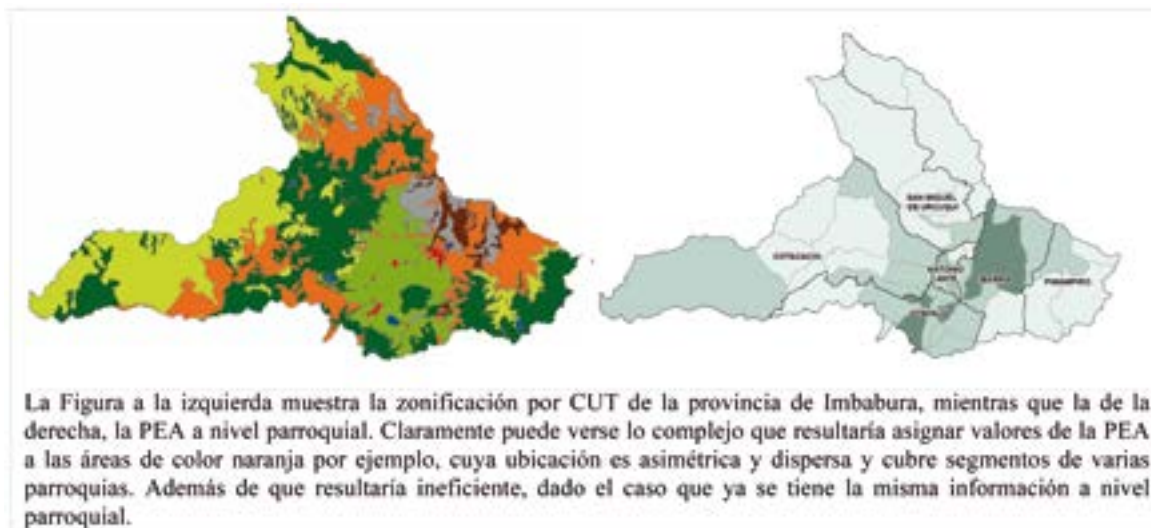 SAN MIGUEL
DE URCUQUI
COTACACHI
ANTONIO
ANTE
IBARRA
PIMAMPIRO
La Figura a la izquierda muestra la zonificación por CUT de la provincia de Imbabura, mientras que la de la
derecha, la PEA a nivel parroquial. Claramente puede verse lo complejo que resultaría asignar valores de la PEA
a las áreas de color naranja por ejemplo, cuya ubicación es asimétrica y dispersa y cubre segmentos de varias
parroquias. Además de que resultaría ineficiente, dado el caso que ya se tiene la misma información a nivel
parroquial.